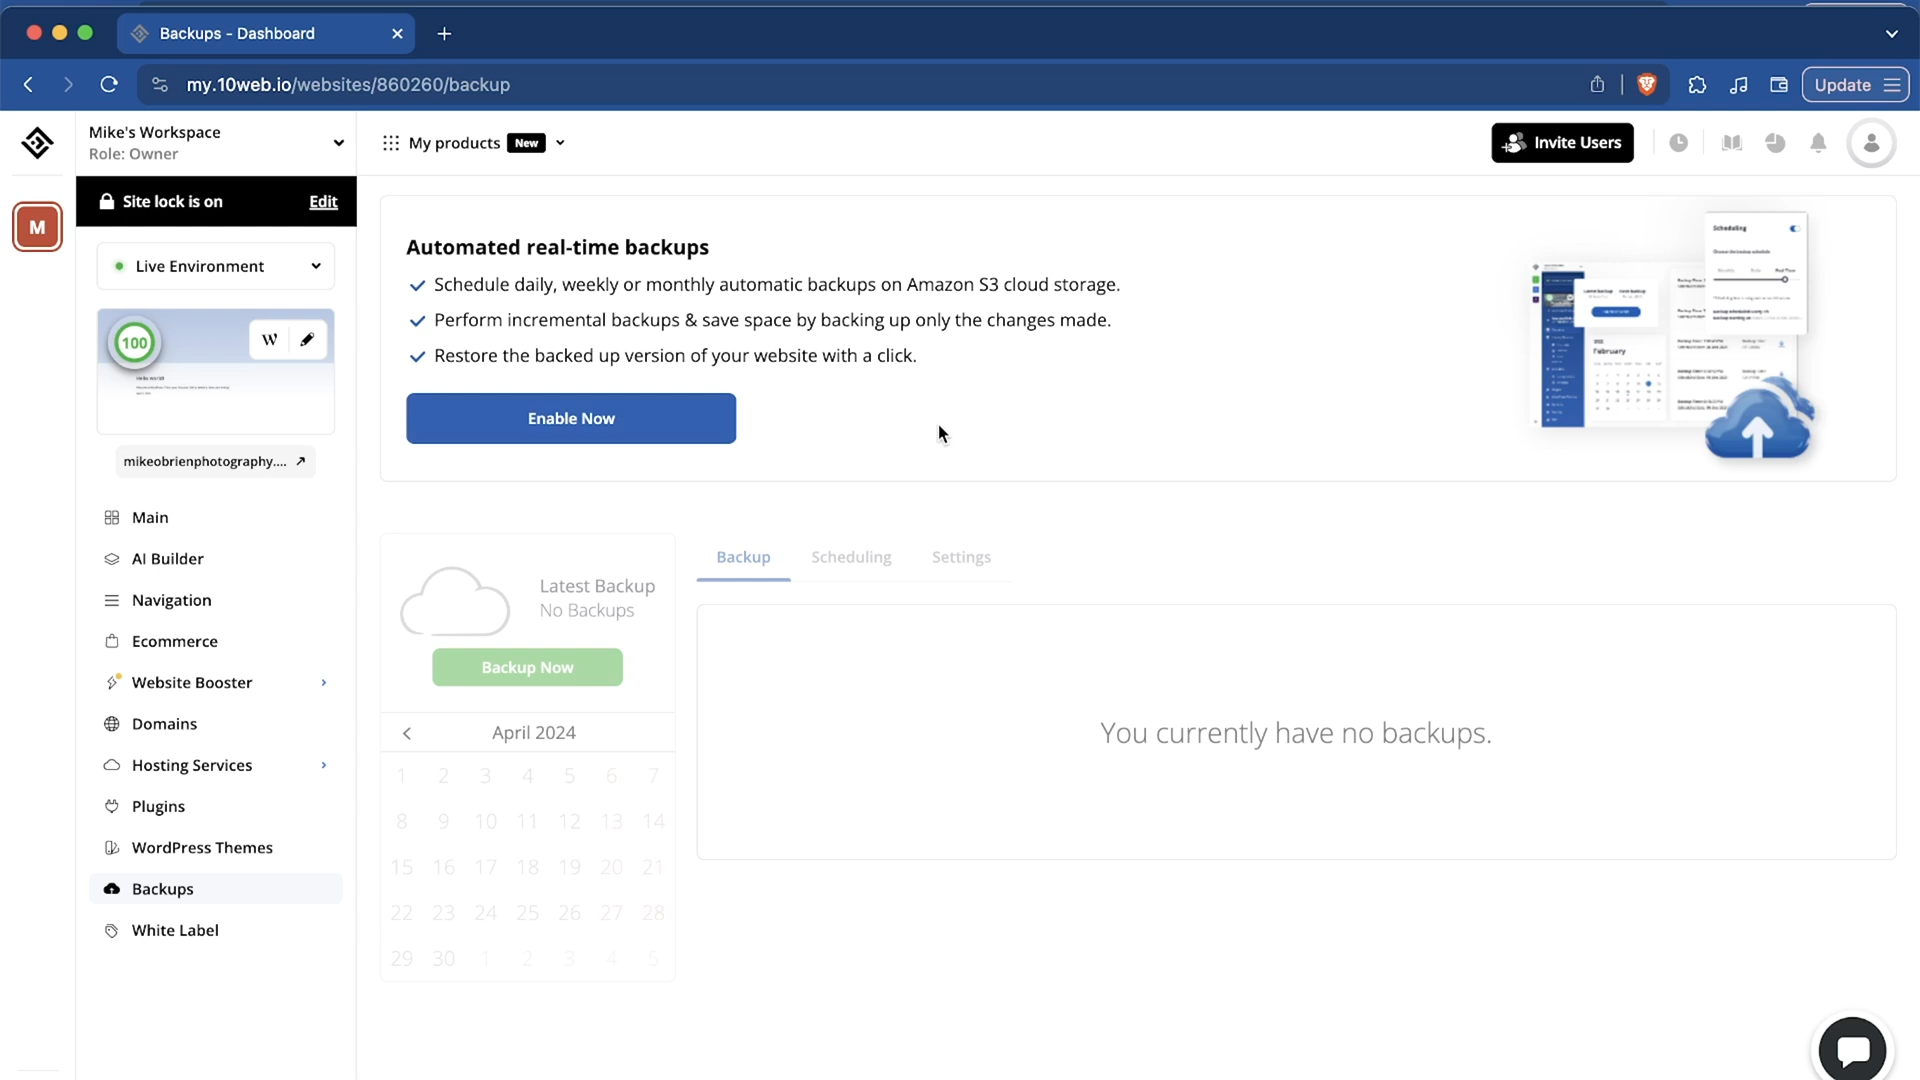 Backups - Dashboard
my.10web.io/websites/860260/backup
Update
Mike's Workspace
Role: Owner
My products New
Invite Users
Site lock is on Edit
M
Live Environment
100
W
mikeobrienphotography....
Main
AI Builder
Navigation
Ecommerce
Website Booster
Domains
Hosting Services
Plugins
WordPress Themes
Backups
White Label
Automated real-time backups
Schedule daily, weekly or monthly automatic backups on Amazon S3 cloud storage.
Perform incremental backups & save space by backing up only the changes made.
Restore the backed up version of your website with a click.
Enable Now
Scheduling
February
Latest Backup
No Backups
Backup Now
April 2024
1 2 3 4 5 6 7
8 9 10 11 12 13 14
15 16 17 18 19 20 21
22 23 24 25 26 27 28
29 30 1 2 3 4 5
Backup Scheduling Settings
You currently have no backups.